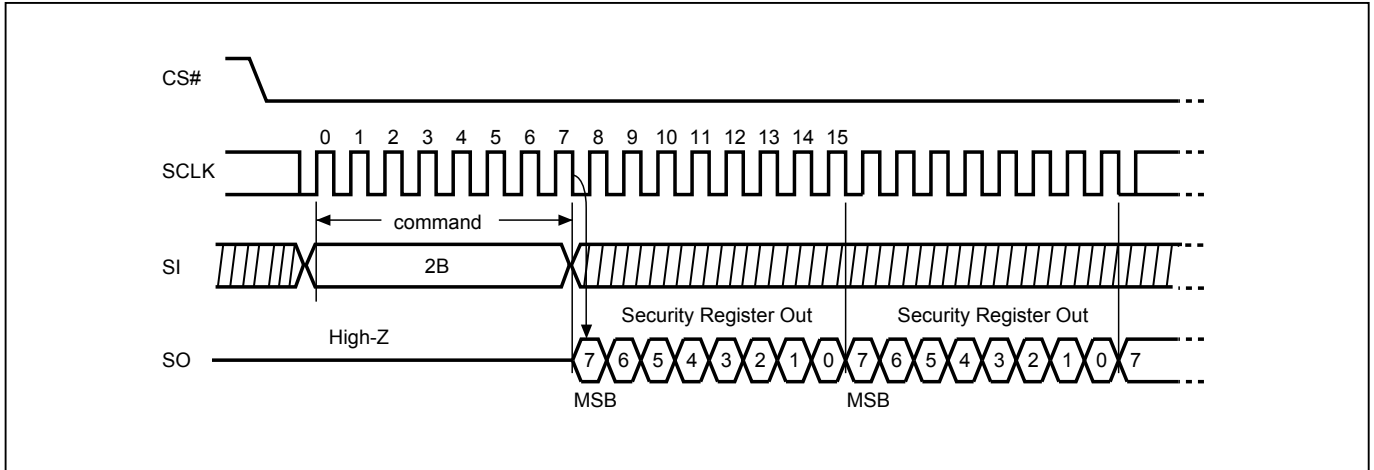 CS#
0 1 2 3 4 5 6 7 8 9 10 11 12 13 14 15
SCLK
command
SI
2B
Security Register Out Security Register Out
High-Z
SO
7 6 5 4 3 2 1 0 7 6 5 4 3 2 1 0 7
MSB MSB